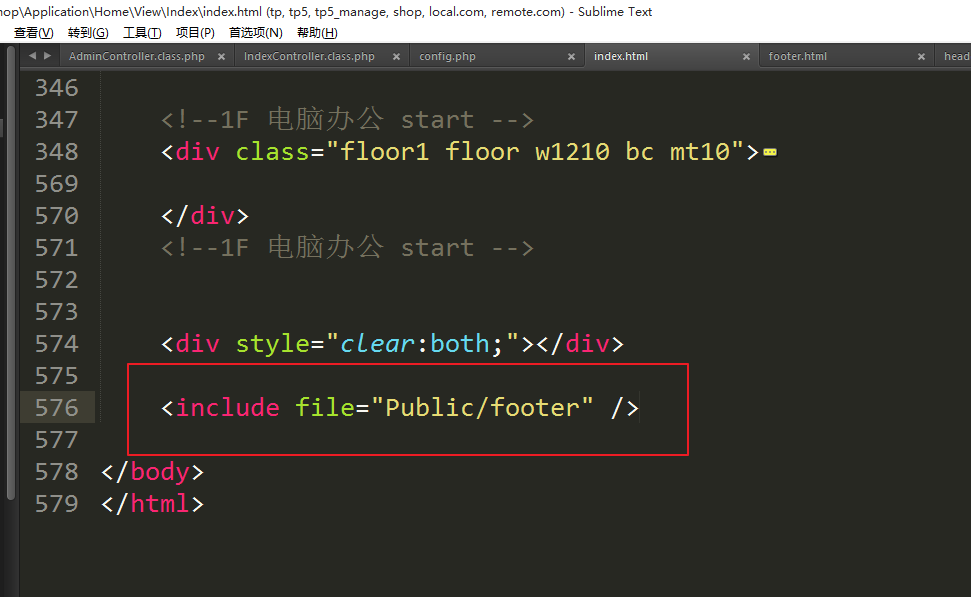 hop\Application\Home\View\Index\index.html (tp, tp5, tp5_manage, shop, local.com, remote.com) - Sublime Text
查看(V) 转到(G) 工具(T) 项目(P) 首选项(N) 帮助(H)
AdminController.class.php × IndexController.class.php × config.php × index.html × footer.html × head
346
347 <!--1F 电脑办公 start -->
348 <div class="floor1 floor w1210 bc mt10">
569
570 </div>
571 <!--1F 电脑办公 start -->
572
573
574 <div style="clear:both;"></div>
575
576 <include file="Public/footer" />
577
578 </body>
579 </html>